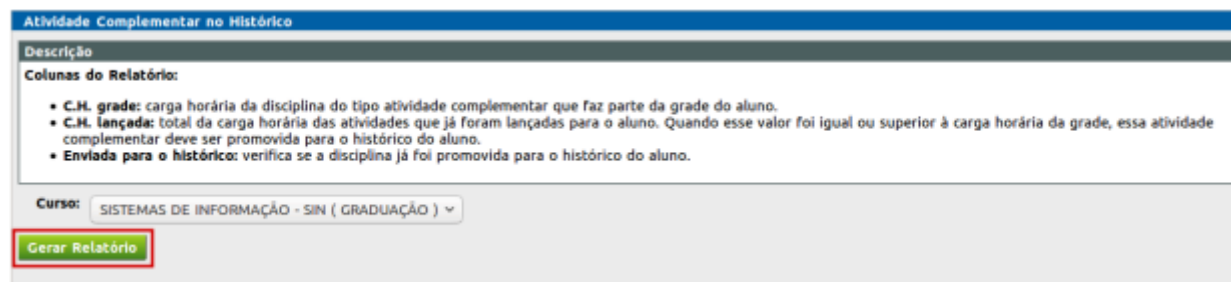 Atividade Complementar no Histórico
Descrição
Colunas do Relatório:
• C.H. grade: carga horária da disciplina do tipo atividade complementar que faz parte da grade do aluno.
• C.H. lançada: total da carga horária das atividades que já foram lançadas para o aluno. Quando esse valor foi igual ou superior à carga horária da grade, essa atividade
complementar deve ser promovida para o histórico do aluno.
• Enviada para o histórico: verifica se a disciplina já foi promovida para o histórico do aluno.
Curso: SISTEMAS DE INFORMAÇÃO - SIN ( GRADUAÇÃO )
Gerar Relatório